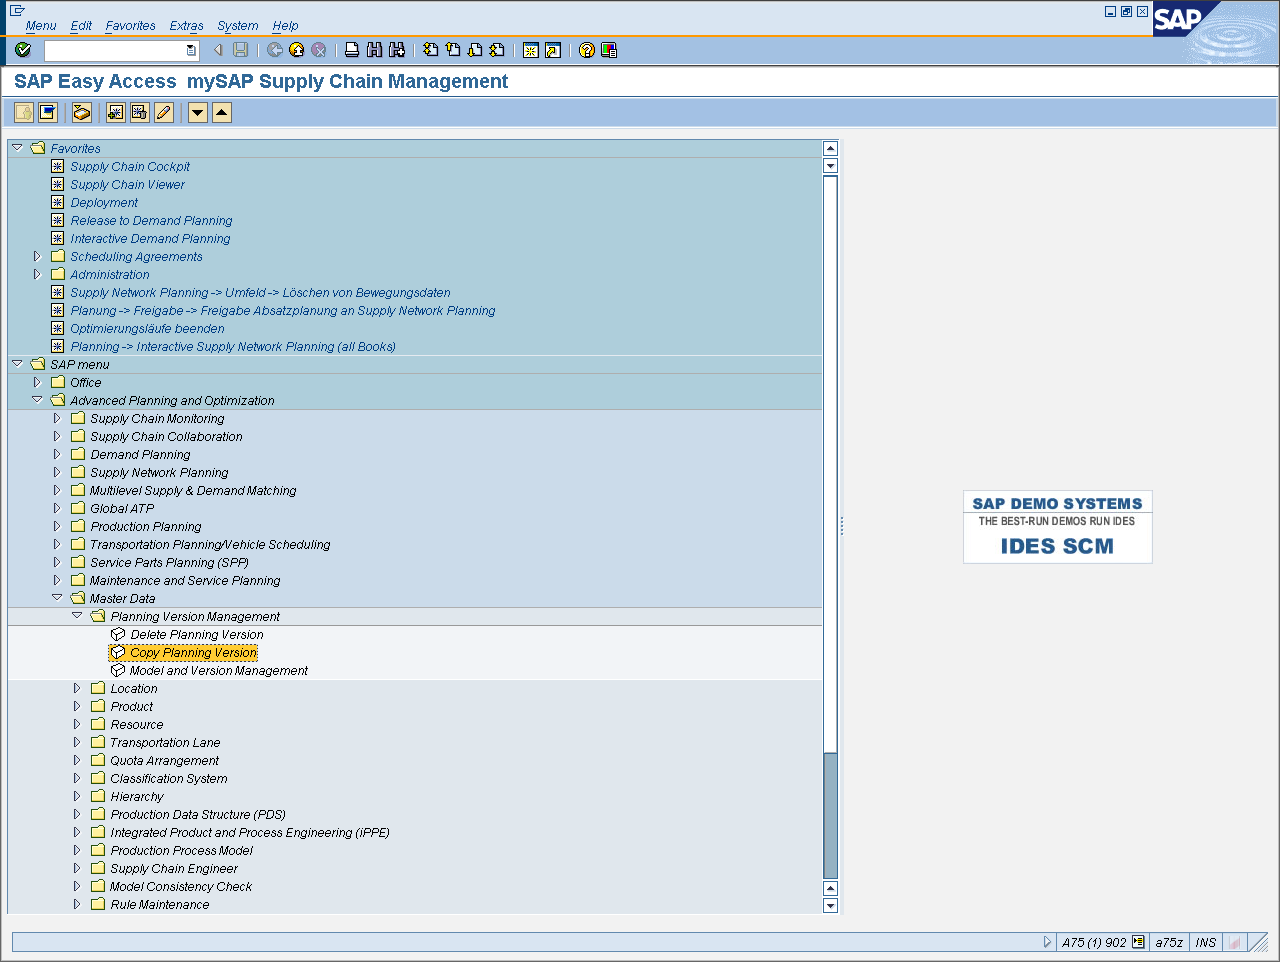 Menu Edit Favorites Extras System Help
SAP
SAP Easy Access mySAP Supply Chain Management
Favorites
Supply Chain Cockpit
Supply Chain Viewer
Deployment
Release to Demand Planning
Interactive Demand Planning
Scheduling Agreements
Administration
Supply Network Planning -> Umfeld -> Löschen von Bewegungsdaten
Planung -> Freigabe -> Freigabe Absatzplanung an Supply Network Planning
Optimierungsläufe beenden
Planning -> Interactive Supply Network Planning (all Books)
SAP menu
Office
Advanced Planning and Optimization
Supply Chain Monitoring
Supply Chain Collaboration
Demand Planning
Supply Network Planning
Multilevel Supply & Demand Matching
Global ATP
Production Planning
Transportation Planning/Vehicle Scheduling
Service Parts Planning (SPP)
Maintenance and Service Planning
Master Data
Planning Version Management
Delete Planning Version
Copy Planning Version
Model and Version Management
Location
Product
Resource
Transportation Lane
Quota Arrangement
Classification System
Hierarchy
Production Data Structure (PDS)
Integrated Product and Process Engineering (iPPE)
Production Process Model
Supply Chain Engineer
Model Consistency Check
Rule Maintenance
SAP DEMO SYSTEMS
THE BEST-RUN DEMOS RUN IDES
IDES SCM
A75 (1) 902 a75z INS